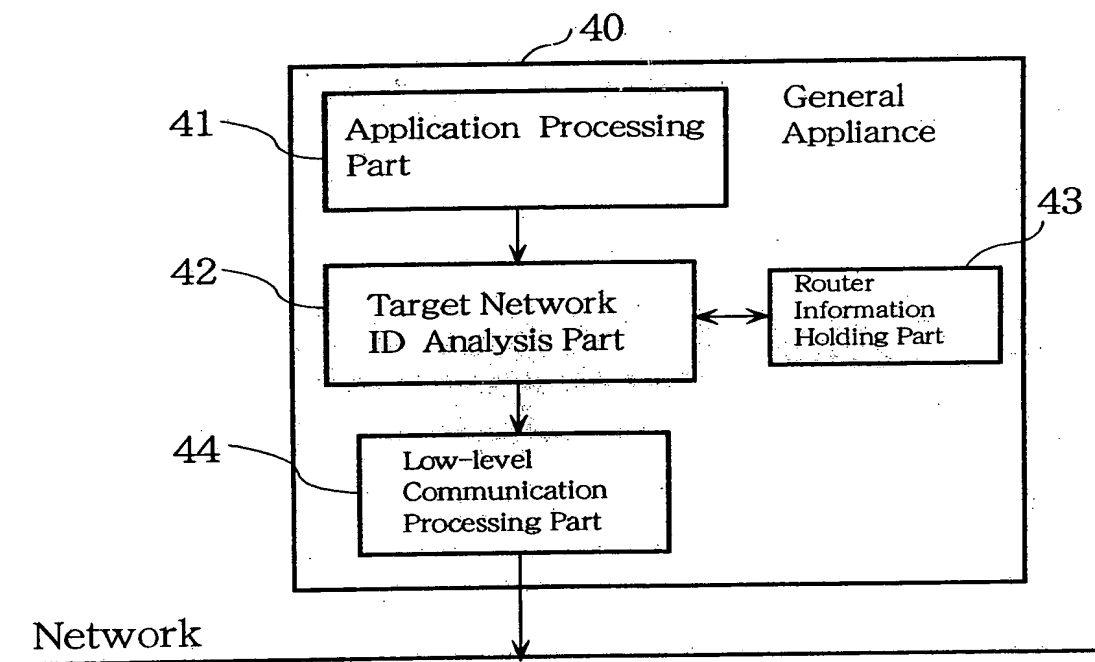 40
General
Appliance
41
Application Processing
Part
43
42
Target Network
ID Analysis Part
Router
Information
Holding Part
44
Low-level
Communication
Processing Part
Network